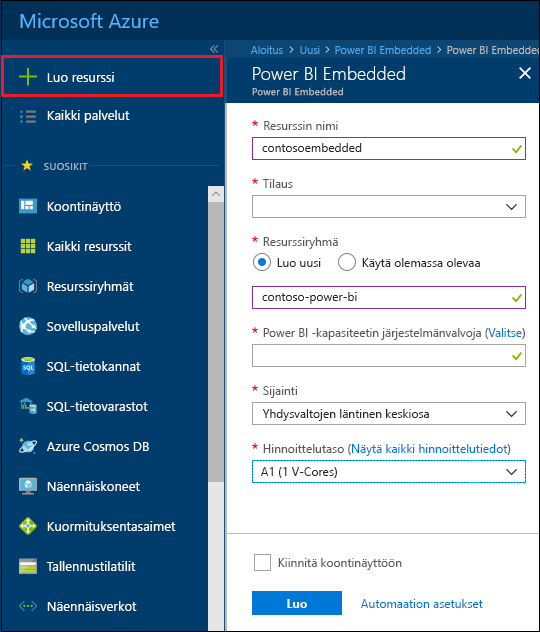 Microsoft Azure
«
Luo resurssi
Kaikki palvelut
SUOSIKIT
Koontinäyttö
Kaikki resurssit
Resurssiryhmät
Sovelluspalvelut
SQL
SQL-tietokannat
SQL-tietovarastot
Azure Cosmos DB
Näennäiskoneet
Kuormituksentasaimet
Tallennustilatilit
Näennäisverkot
Aloitus > Uusi > Power BI Embedded > Power BI Embedded
Power BI Embedded
Power BI Embedded
* Resurssin nimi
contosoembedded
* Tilaus
* Resurssiryhmä
Luo uusi Käytä olemassa olevaa
contoso-power-bi
* Power BI -kapasiteetin järjestelmänvalvoja (Valitse)
* Sijainti
Yhdysvaltojen läntinen keskiosa
* Hinnoittelutaso (Näytä kaikki hinnoittelutiedot)
A1 (1 V-Cores)
Kiinnitä koontinäyttöön
Luo
Automaation asetukset